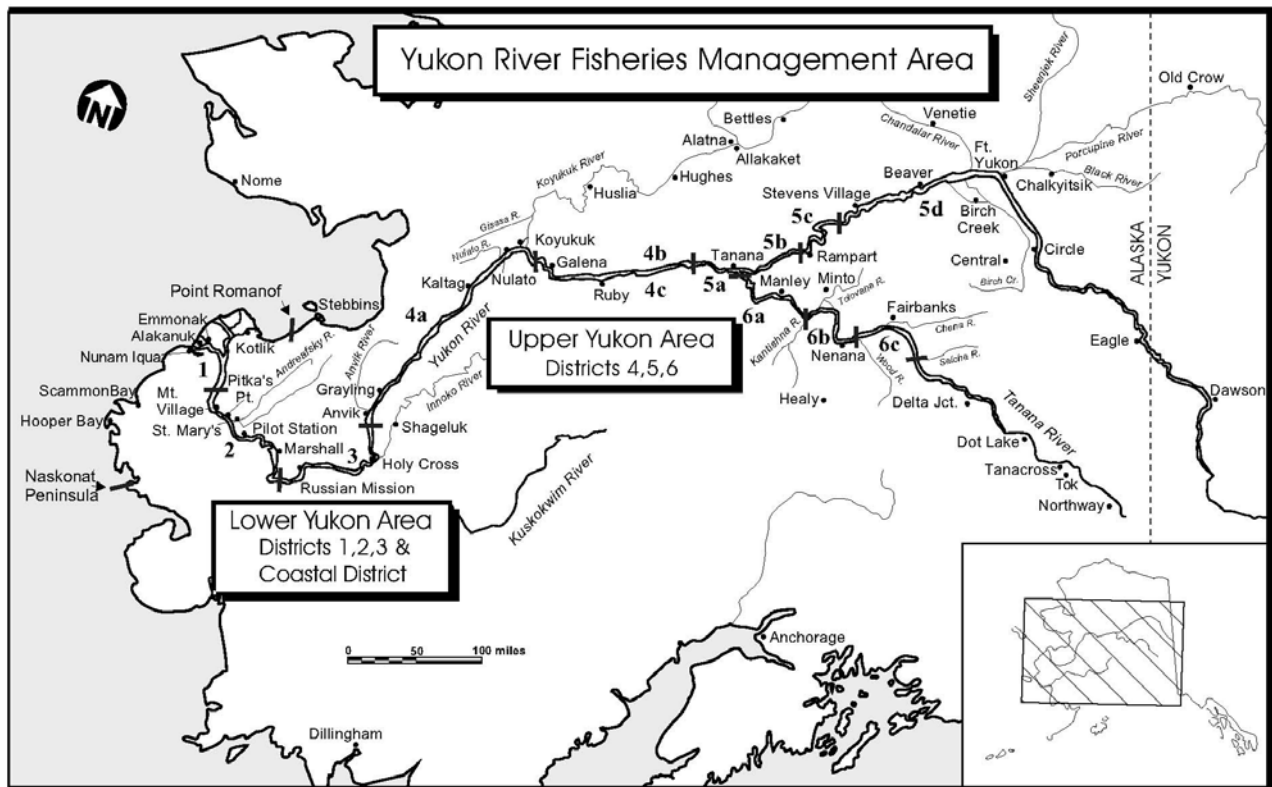 Yukon River Fisheries Management Area
N
Nome
Bettles
Alatna
Allakaket
Hughes
Huslia
Koyukuk River
Venetie
Chandalar River
Sheenjek River
Old Crow
Porcupine River
Black River
Ft.
Yukon
Chalkyitsik
Beaver
Stevens Village
Birch
Creek
5d
5c
5b
Rampart
Circle
Central
Birch Cr.
ALASKA
YUKON
Gisasa R.
Nulato R.
Koyukuk
Galena
Nulato
Kaltag
4b
4c
Ruby
Tanana
5a
Manley
Minto
Tolovana R.
6a
Kantishna R.
6b
Nenana
6c
Fairbanks
Chena R.
Salcha R.
Wood R.
Healy
Delta Jct.
Tanana River
Dot Lake
Tanacross
Tok
Northway
Eagle
Dawson
Point Romanof
Stebbins
Emmonak
Alakanuk
Nunam Iqua
Kotlik
Andreafsky R.
Anvik River
4a
Yukon River
Innoko River
1
Pitka's
Pt.
ScammonBay
Mt.
Village
Hooper Bay
St. Mary's
Pilot Station
2
Marshall
3
Grayling
Anvik
Shageluk
Holy Cross
Russian Mission
Naskonat
Peninsula
Kuskokwim River
Upper Yukon Area
Districts 4,5,6
Lower Yukon Area
Districts 1,2,3 &
Coastal District
0 50 100 miles
Anchorage
Dillingham